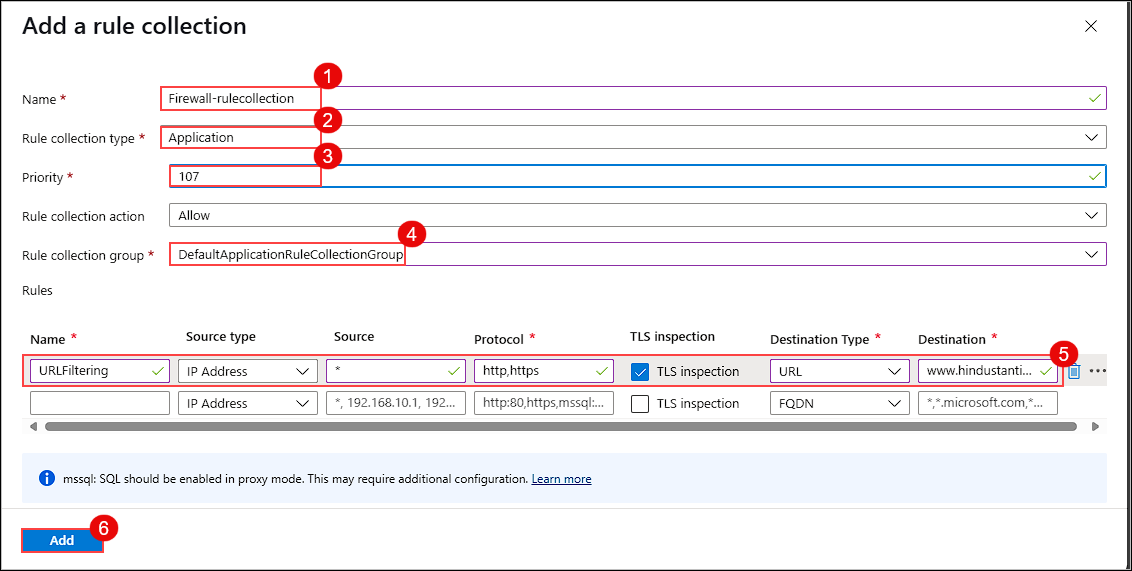 Add a rule collection
1
Name *
Firewall-rulecollection
2
Rule collection type *
Application
3
Priority *
107
Rule collection action
Allow
4
Rule collection group *
DefaultApplicationRuleCollectionGroup
Rules
Name * Source type Source Protocol * TLS inspection Destination Type * Destination *
5
URLFiltering IP Address * http,https TLS inspection URL www.hindustanti...
IP Address *, 192.168.10.1, 192... http:80,https,mssql:... TLS inspection FQDN *,*.microsoft.com,*...
mssql: SQL should be enabled in proxy mode. This may require additional configuration. Learn more
6
Add